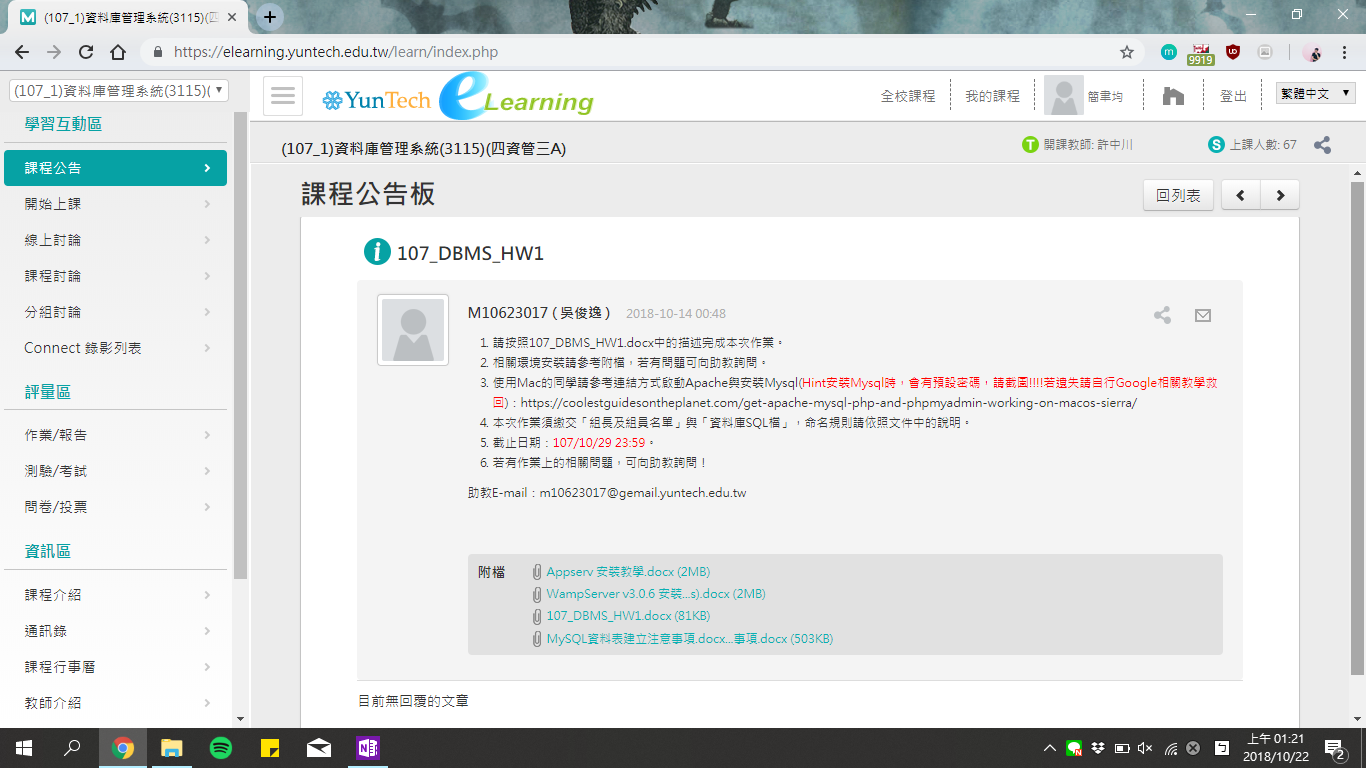 (107_1)資料庫管理系統(3115)(四
https://elearning.yuntech.edu.tw/learn/index.php
9919
(107_1)資料庫管理系統(3115)(
YunTech eLearning
全校課程
我的課程
簡聿均
登出
繁體中文
學習互動區
課程公告
開始上課
線上討論
課程討論
分組討論
Connect 錄影列表
評量區
作業/報告
測驗/考試
問卷/投票
資訊區
課程介紹
通訊錄
課程行事曆
教師介紹
(107_1)資料庫管理系統(3115)(四資管三A)
T 開課教師: 許中川
S 上課人數: 67
課程公告板
回列表
107_DBMS_HW1
M10623017 ( 吳俊逸 ) 2018-10-14 00:48
1. 請按照107_DBMS_HW1.docx中的描述完成本次作業。
2. 相關環境安裝請參考附檔，若有問題可向助教詢問。
3. 使用Mac的同學請參考連結方式啟動Apache與安裝Mysql(Hint安裝Mysql時，會有預設密碼，請截圖!!!!若遺失請自行Google相關教學救
回)：https://coolestguidesontheplanet.com/get-apache-mysql-php-and-phpmyadmin-working-on-macos-sierra/
4. 本次作業須繳交「組長及組員名單」與「資料庫SQL檔」，命名規則請依照文件中的說明。
5. 截止日期：107/10/29 23:59。
6. 若有作業上的相關問題，可向助教詢問！
助教E-mail：m10623017@gemail.yuntech.edu.tw
附檔
Appserv 安裝教學.docx (2MB)
WampServer v3.0.6 安裝...s).docx (2MB)
107_DBMS_HW1.docx (81KB)
MySQL資料表建立注意事項.docx...事項.docx (503KB)
目前無回覆的文章
上午 01:21
2018/10/22
2